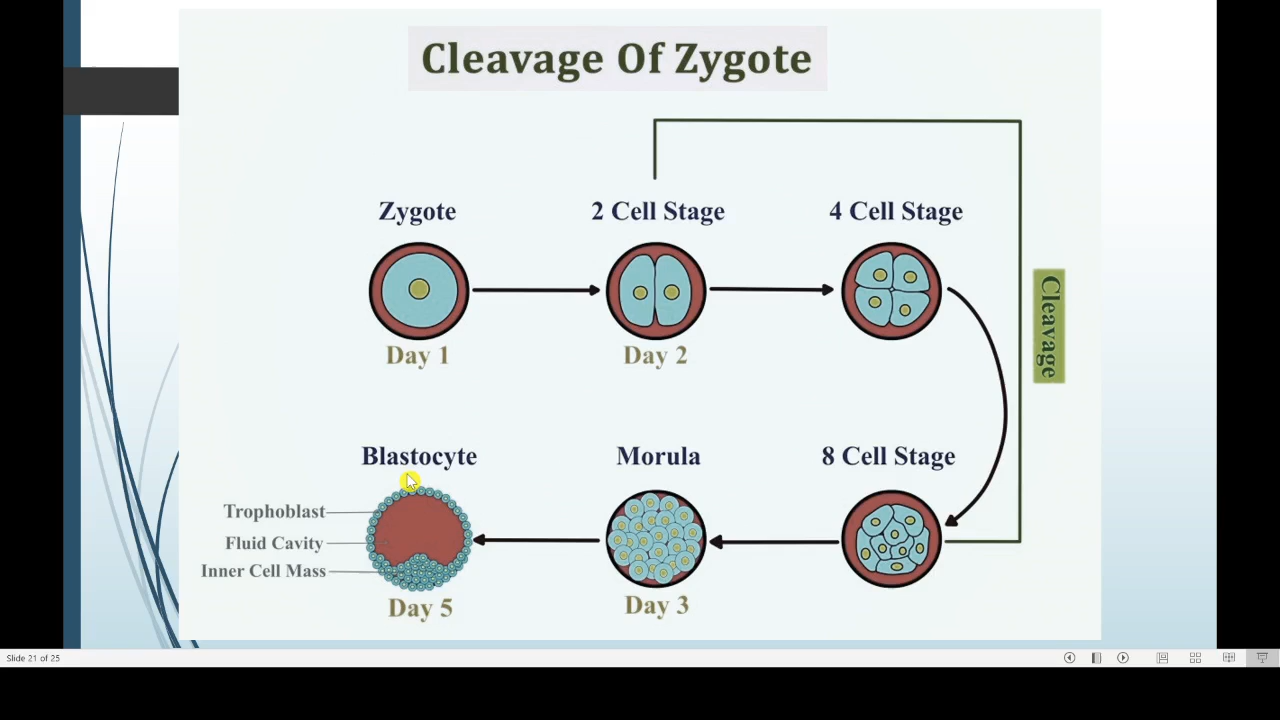 Cleavage Of Zygote
Zygote
2 Cell Stage
4 Cell Stage
Day 1
Day 2
Cleavage
Blastocyte
Morula
8 Cell Stage
Trophoblast
Fluid Cavity
Inner Cell Mass
Day 5
Day 3
Slide 21 of 25